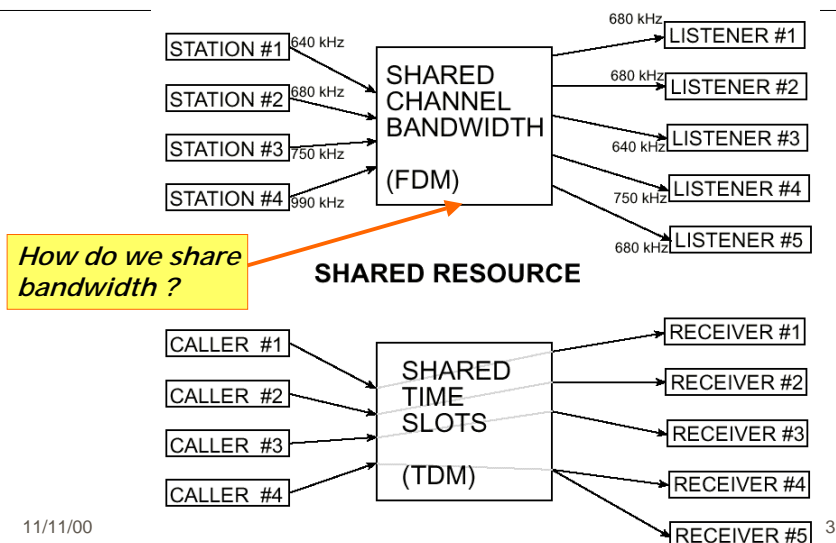 STATION #1
640 kHz
STATION #2
680 kHz
STATION #3
750 kHz
STATION #4
990 kHz
SHARED
CHANNEL
BANDWIDTH
(FDM)
680 kHz
LISTENER #1
680 kHz
LISTENER #2
640 kHz
LISTENER #3
750 kHz
LISTENER #4
680 kHz
LISTENER #5
How do we share
bandwidth ?
SHARED RESOURCE
CALLER #1
CALLER #2
CALLER #3
CALLER #4
SHARED
TIME
SLOTS
(TDM)
RECEIVER #1
RECEIVER #2
RECEIVER #3
RECEIVER #4
RECEIVER #5
11/11/00
3